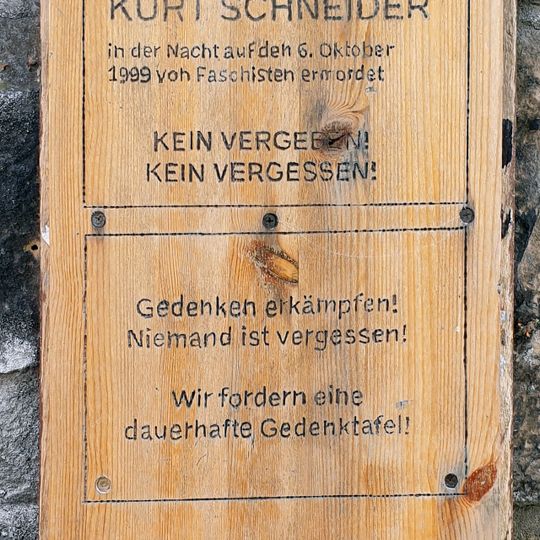 KURT SCHNEIDER
in der Nacht auf den 6. Oktober
1999 von Faschisten ermordet
KEIN VERGEBEN!
KEIN VERGESSEN!
Gedenken erkämpfen!
Niemand ist vergessen!
Wir fordern eine
dauerhafte Gedenktafel!